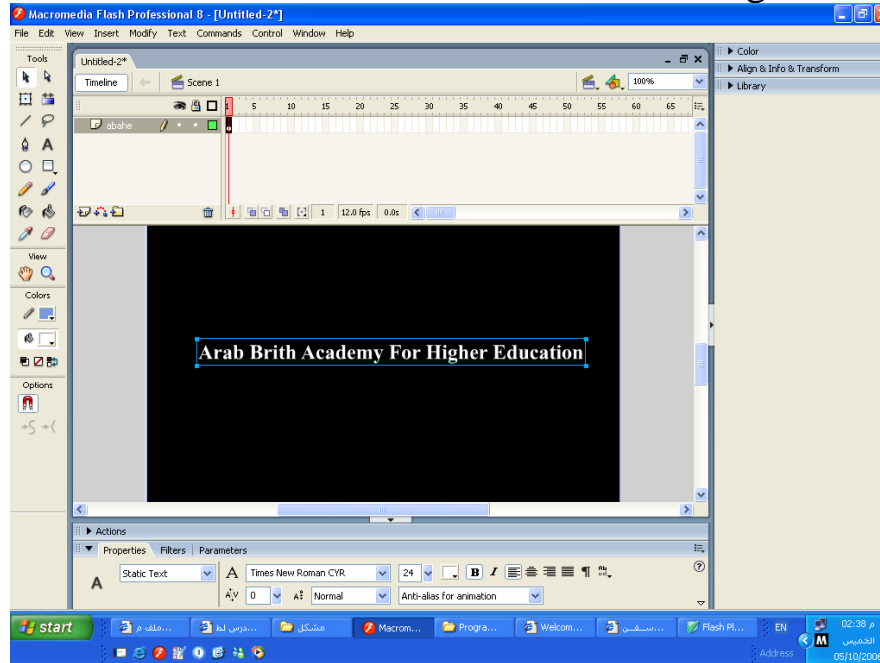 Macromedia Flash Professional 8 - [Untitled-2*]
File Edit View Insert Modify Text Commands Control Window Help
Tools
Untitled-2*
Color
Align & Info & Transform
Library
Timeline Scene 1 100%
1 5 10 15 20 25 30 35 40 45 50 55 60 65
abahe
1 12.0 fps 0.0s
View
Colors
Options
Arab Brith Academy For Higher Education
Actions
Properties Filters Parameters
Static Text A Times New Roman CYR 24 B I
A
0 Normal Anti-alias for animation
start
ملف م...
درس لط...
مشكل
Macrom...
Progra...
Welcom...
Flash Pl...
EN
02:38 م
الخميس
Address
05/10/2006